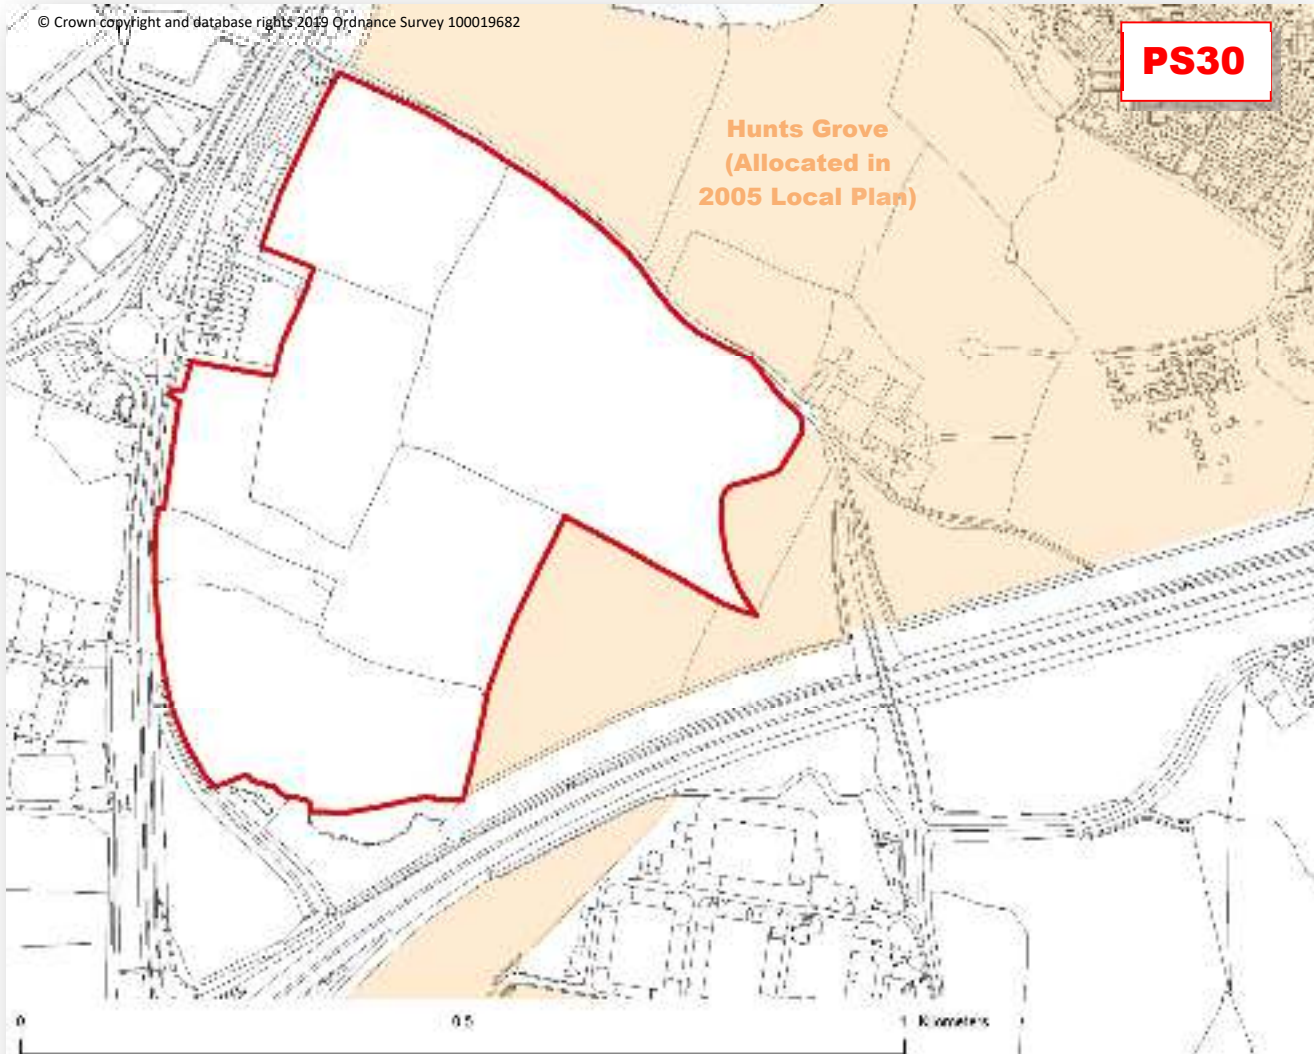 © Crown copyright and database rights 2019 Ordnance Survey 100019682
PS30
Hunts Grove
(Allocated in
2005 Local Plan)
0
0.5
1 Kilometers